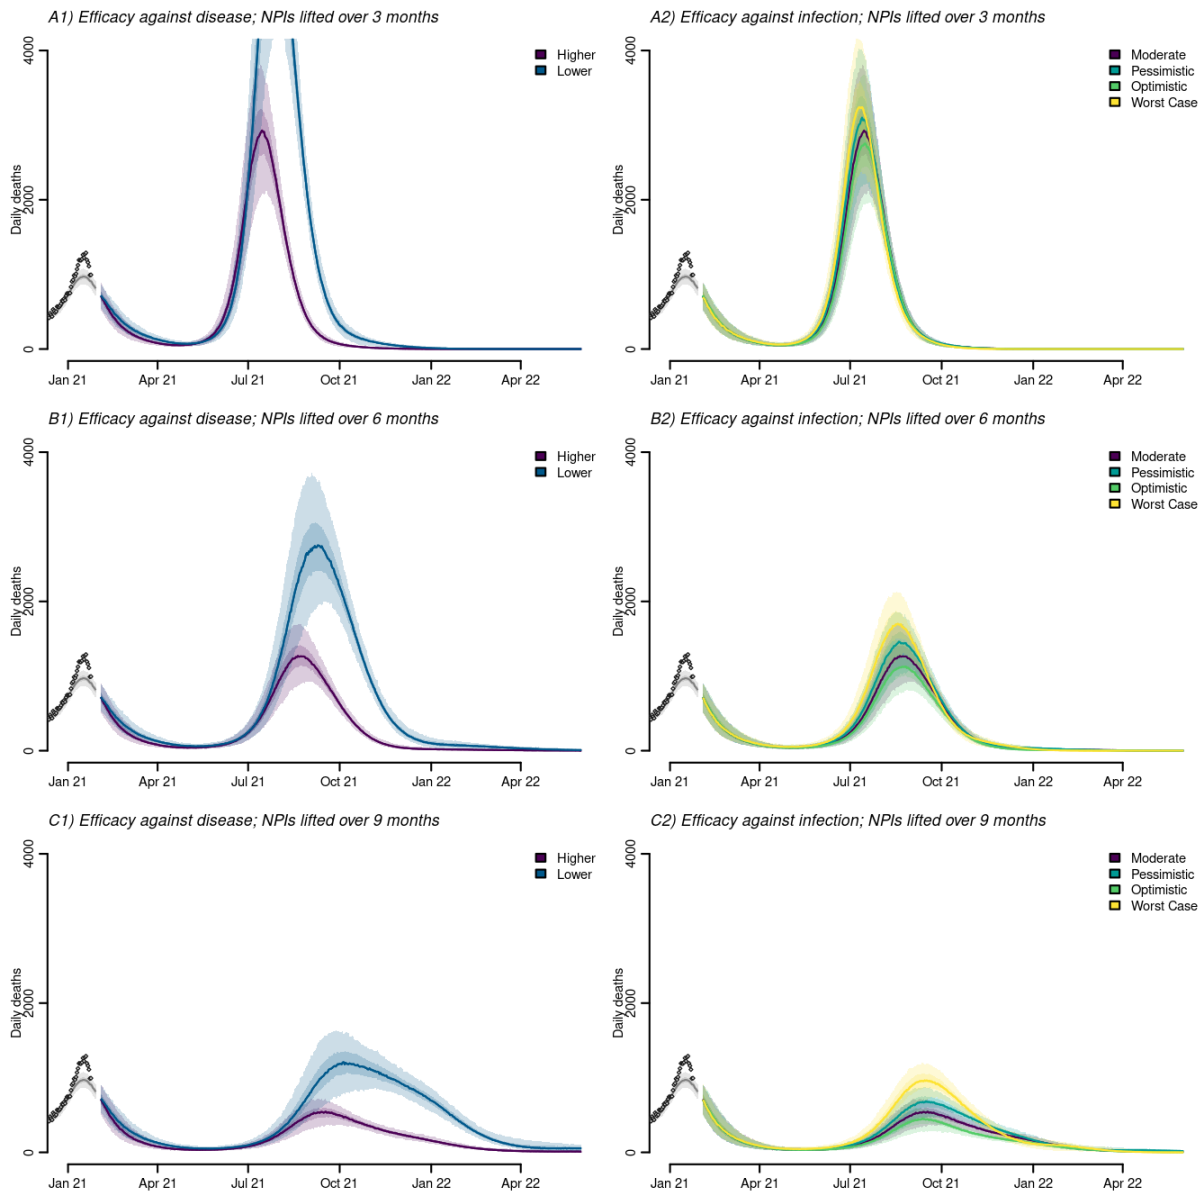 A1) Efficacy against disease; NPIs lifted over 3 months
4000
2000
0
Daily deaths
Higher
Lower
Jan 21 Apr 21 Jul 21 Oct 21 Jan 22 Apr 22
A2) Efficacy against infection; NPIs lifted over 3 months
4000
2000
0
Daily deaths
Moderate
Pessimistic
Optimistic
Worst Case
Jan 21 Apr 21 Jul 21 Oct 21 Jan 22 Apr 22
B1) Efficacy against disease; NPIs lifted over 6 months
4000
2000
0
Daily deaths
Higher
Lower
Jan 21 Apr 21 Jul 21 Oct 21 Jan 22 Apr 22
B2) Efficacy against infection; NPIs lifted over 6 months
4000
2000
0
Daily deaths
Moderate
Pessimistic
Optimistic
Worst Case
Jan 21 Apr 21 Jul 21 Oct 21 Jan 22 Apr 22
C1) Efficacy against disease; NPIs lifted over 9 months
4000
2000
0
Daily deaths
Higher
Lower
Jan 21 Apr 21 Jul 21 Oct 21 Jan 22 Apr 22
C2) Efficacy against infection; NPIs lifted over 9 months
4000
2000
0
Daily deaths
Moderate
Pessimistic
Optimistic
Worst Case
Jan 21 Apr 21 Jul 21 Oct 21 Jan 22 Apr 22